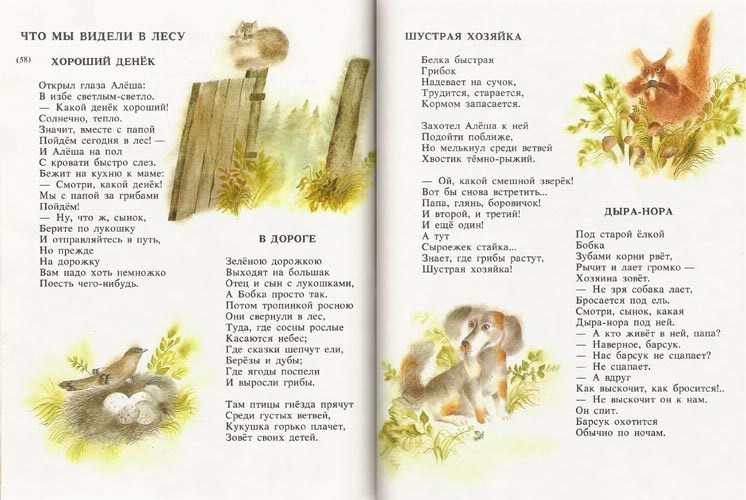 ЧТО МЫ ВИДЕЛИ В ЛЕСУ
(58)
ХОРОШИЙ ДЕНЁК
Открыл глаза Алёша:
В избе светлым-светло.
— Какой денёк хороший!
Солнечно, тепло.
Значит, вместе с папой
Пойдём сегодня в лес! —
И Алёша на пол
С кровати быстро слез.
Бежит на кухню к маме:
— Смотри, какой денёк!
Мы с папой за грибами
Пойдём!
— Ну, что ж, сынок,
Берите по лукошку
И отправляйтесь в путь,
Но прежде
На дорожку
Вам надо хоть немножко
Поесть чего-нибудь.
В ДОРОГЕ
Зелёною дорожкою
Выходят на большак
Отец и сын с лукошками,
А Бобка просто так.
Потом тропинкой росною
Они свернули в лес,
Туда, где сосны рослые
Касаются небес;
Где сказки шепчут ели,
Берёзы и дубы;
Где ягоды поспели
И выросли грибы.
Там птицы гнёзда прячут
Среди густых ветвей,
Кукушка горько плачет,
Зовёт своих детей.
ШУСТРАЯ ХОЗЯЙКА
Белка быстрая
Грибок
Надевает на сучок,
Трудится, старается,
Кормом запасается.
Захотел Алёша к ней
Подойти поближе,
Но мелькнул среди ветвей
Хвостик тёмно-рыжий.
— Ой, какой смешной зверёк!
Вот бы снова встретить...
Папа, глянь, боровичок!
И второй, и третий!
И ещё один!
А тут
Сыроежек стайка...
Знает, где грибы растут,
Шустрая хозяйка!
ДЫРА-НОРА
Под старой ёлкой
Бобка
Зубами корни рвёт,
Рычит и лает громко —
Хозяина зовёт.
— Не зря собака лает,
Бросается под ель.
Смотри, сынок, какая
Дыра-нора под ней.
— А кто живёт в ней, папа?
— Наверное, барсук.
— Нас барсук не сцапает?
— Не сцапает.
— А вдруг
Как выскочит, как бросится!..
— Не выскочит он к нам.
Он спит.
Барсук охотится
Обычно по ночам.